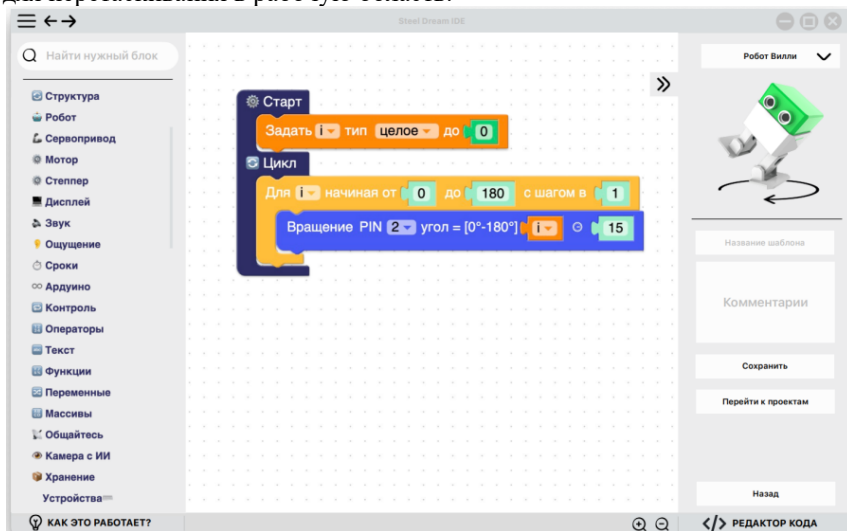 Steel Dream IDE
Найти нужный блок
Структура
Робот
Сервопривод
Мотор
Степпер
Дисплей
Звук
Ощущение
Сроки
Ардуино
Контроль
Операторы
Текст
Функции
Переменные
Массивы
Общайтесь
Камера с ИИ
Хранение
Устройства
КАК ЭТО РАБОТАЕТ?
Старт
Задать i тип целое до 0
Цикл
Для i начиная от 0 до 180 с шагом в 1
Вращение PIN 2 угол = [0°-180°] i 15
Робот Вилли
Название шаблона
Комментарии
Сохранить
Перейти к проектам
Назад
</> РЕДАКТОР КОДА